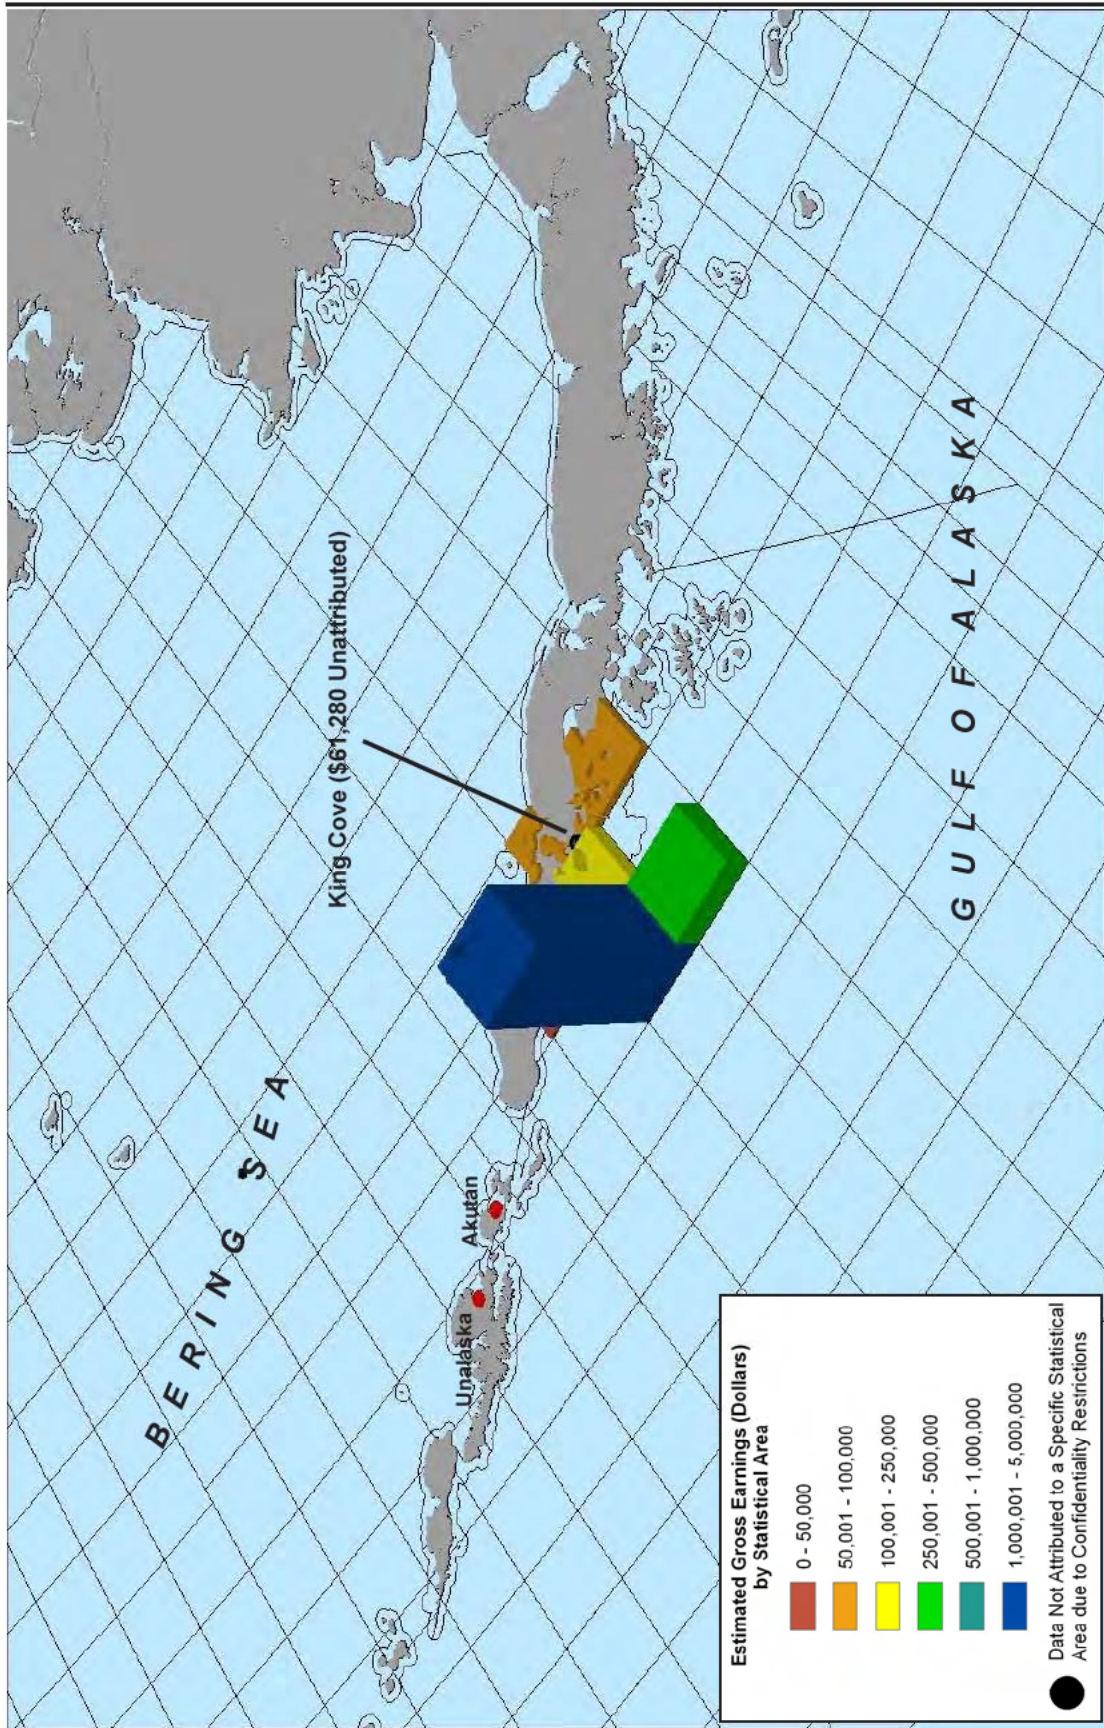 BERING SEA
King Cove ($61,280 Unattributed)
Akutan
Unalaska
GULF OF ALASKA
Estimated Gross Earnings (Dollars)
by Statistical Area
0 - 50,000
50,001 - 100,000
100,001 - 250,000
250,001 - 500,000
500,001 - 1,000,000
1,000,001 - 5,000,000
Data Not Attributed to a Specific Statistical
Area due to Confidentiality Restrictions